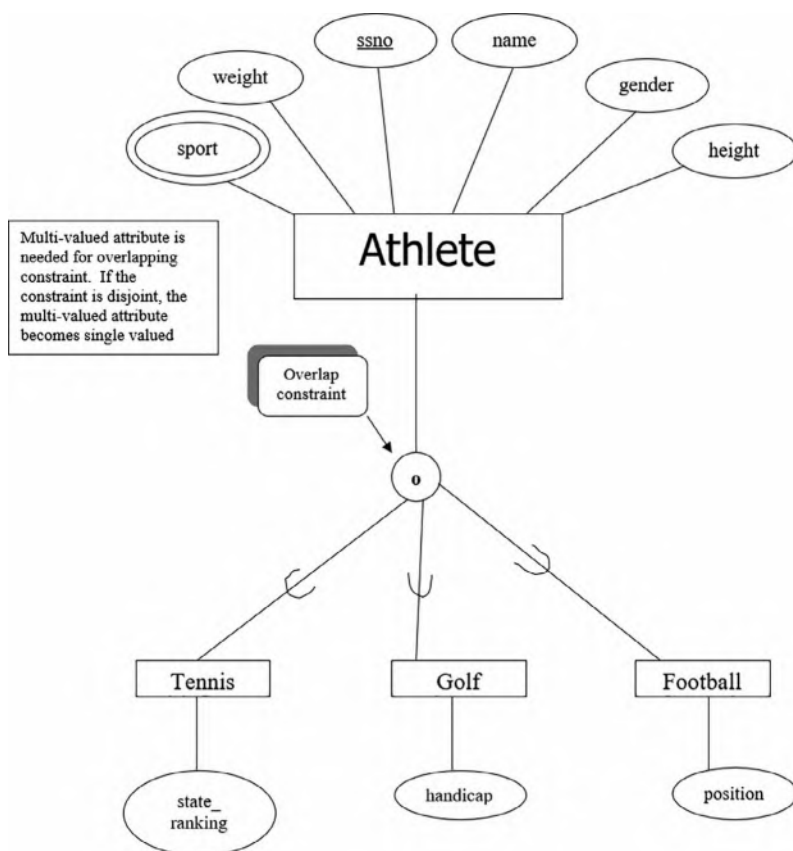 ssno
name
weight
gender
sport
height
Multi-valued attribute is
needed for overlapping
constraint. If the
constraint is disjoint, the
multi-valued attribute
becomes single valued
Athlete
Overlap
constraint
o
Tennis
Golf
Football
state_
ranking
handicap
position